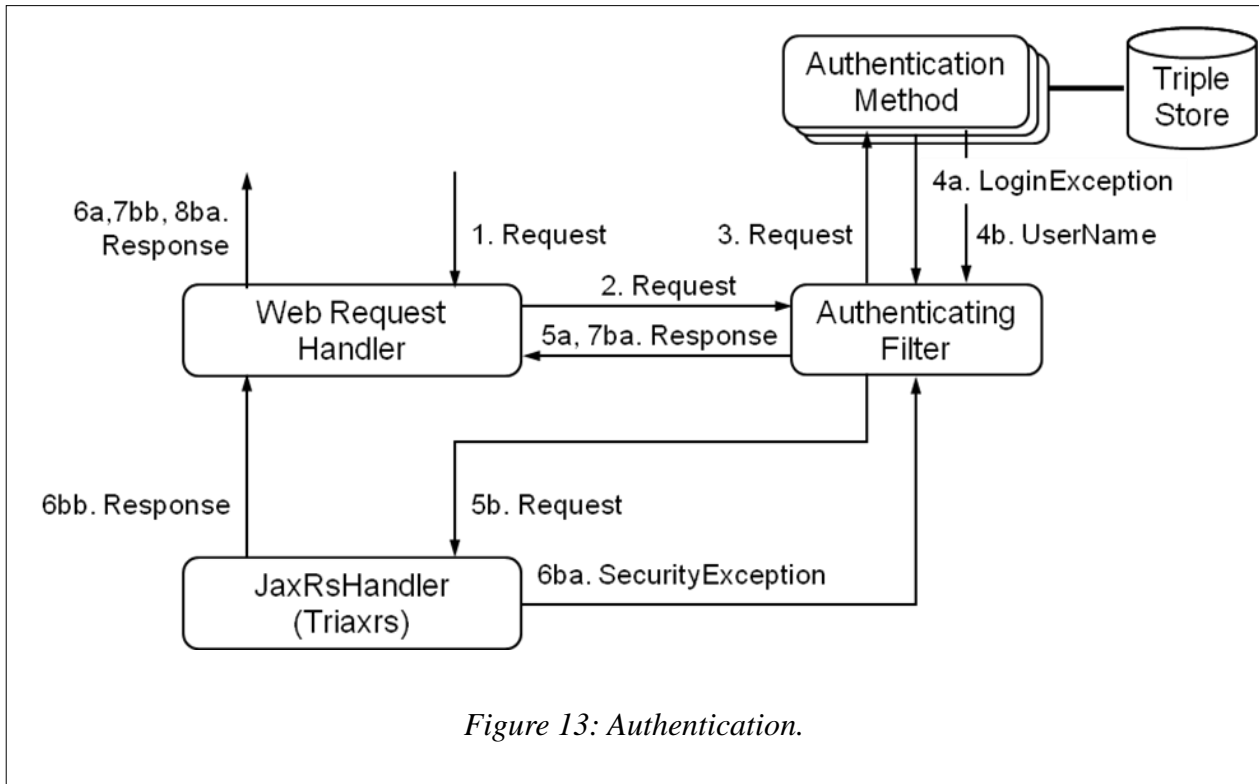 Authentication
Method
Triple
Store
4a. LoginException
6a,7bb, 8ba.
Response
1. Request
3. Request
4b. UserName
2. Request
Web Request
Handler
5a, 7ba. Response
Authenticating
Filter
6bb. Response
5b. Request
JaxRsHandler
(Triaxrs)
6ba. SecurityException
Figure 13: Authentication.